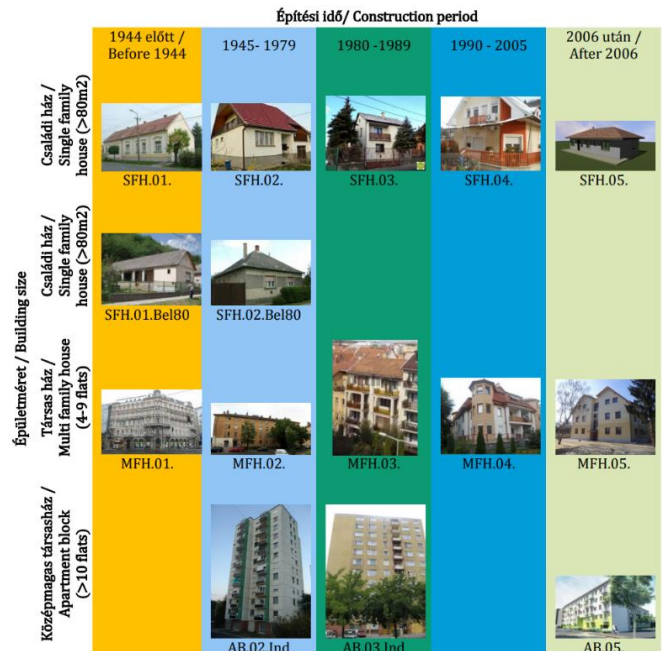 Építési idő/ Construction period
1944 előtt /
Before 1944
1945- 1979
1980 -1989
1990 - 2005
2006 után /
After 2006
Épületméret / Building size
Családi ház /
Single family
house (>80m2)
SFH.01.
SFH.02.
SFH.03.
SFH.04.
SFH.05.
Családi ház /
Single family
house (>80m2)
SFH.01.Bel80
SFH.02.Bel80
Társas ház /
Multi family house
(4-9 flats)
MFH.01.
MFH.02.
MFH.03.
MFH.04.
MFH.05.
Középmagas társasház /
Apartment block
(>10 flats)
AB.02.Ind
AB.03.Ind
AB.05.